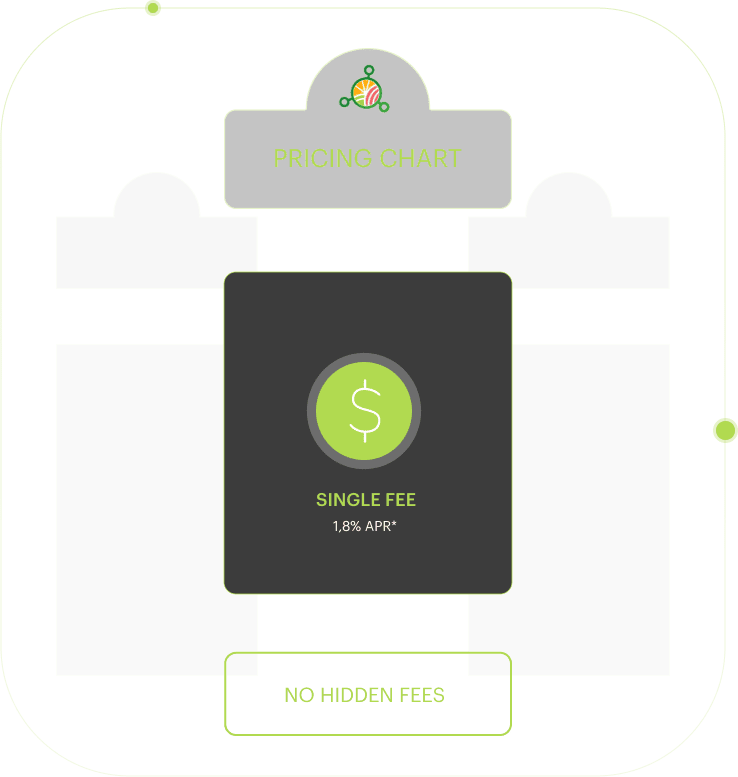 PRICING CHART
$
SINGLE FEE
1,8% APR*
NO HIDDEN FEES